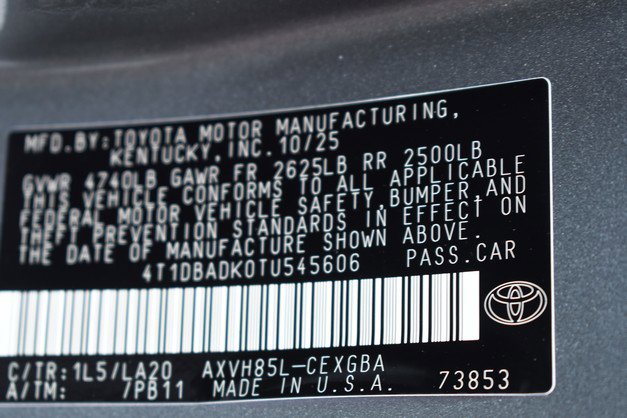 MFD.BY:TOYOTA MOTOR MANUFACTURING,
KENTUCKY,INC.10/25
GVWR 4740LB GAWR FR 2625LB RR 2500LB
THIS VEHICLE CONFORMS TO ALL APPLICABLE
FEDERAL MOTOR VEHICLE SAFETY,BUMPER,AND
THEFT PREVENTION STANDARDS IN EFFECT ON
THE DATE OF MANUFACTURE SHOWN ABOVE.
4T1DBADK0TU545606 PASS.CAR
C/TR:1L5/LA20 AXVH85L-CEXGBA
A/TM: 7PB11 MADE IN U.S.A. 73853